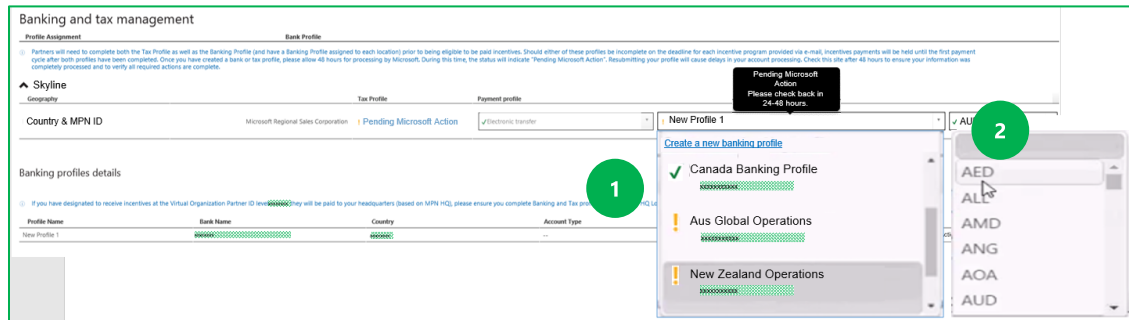 Banking and tax management
Profile Assignment Bank Profile
Partners will need to complete both the Tax Profile as well as the Banking Profile (and have a Banking Profile assigned to each location) prior to being eligible to be paid incentives. Should either of these profiles be incomplete on the deadline for each incentive program provided via e-mail, incentives payments will be held until the first payment
cycle after both profiles have been completed. Once you have created a bank or tax profile, please allow 48 hours for processing by Microsoft. During this time, the status will indicate "Pending Microsoft Action". Resubmitting your profile will cause delays in your account processing. Check this site after 48 hours to ensure your information was
completely processed and to verify all required actions are complete.
Pending Microsoft
Action
Please check back in
24-48 hours.
Skyline
Geography Tax Profile Payment profile
Country & MPN ID Microsoft Regional Sales Corporation ! Pending Microsoft Action ✓Electronic transfer ! New Profile 1 ✓ AU
2
Create a new banking profile
✓ Canada Banking Profile
xxxxxxxxxxx
! Aus Global Operations
xxxxxxxxxxx
! New Zealand Operations
xxxxxxxxxxx
AED
ALL
AMD
ANG
AOA
AUD
1
Banking profiles details
If you have designated to receive incentives at the Virtual Organization Partner ID level they will be paid to your headquarters (based on MPN HQ), please ensure you complete Banking and Tax HQ Lo
Profile Name Bank Name Country Account Type
New Profile 1 xxxxxxx xxxxxxx --